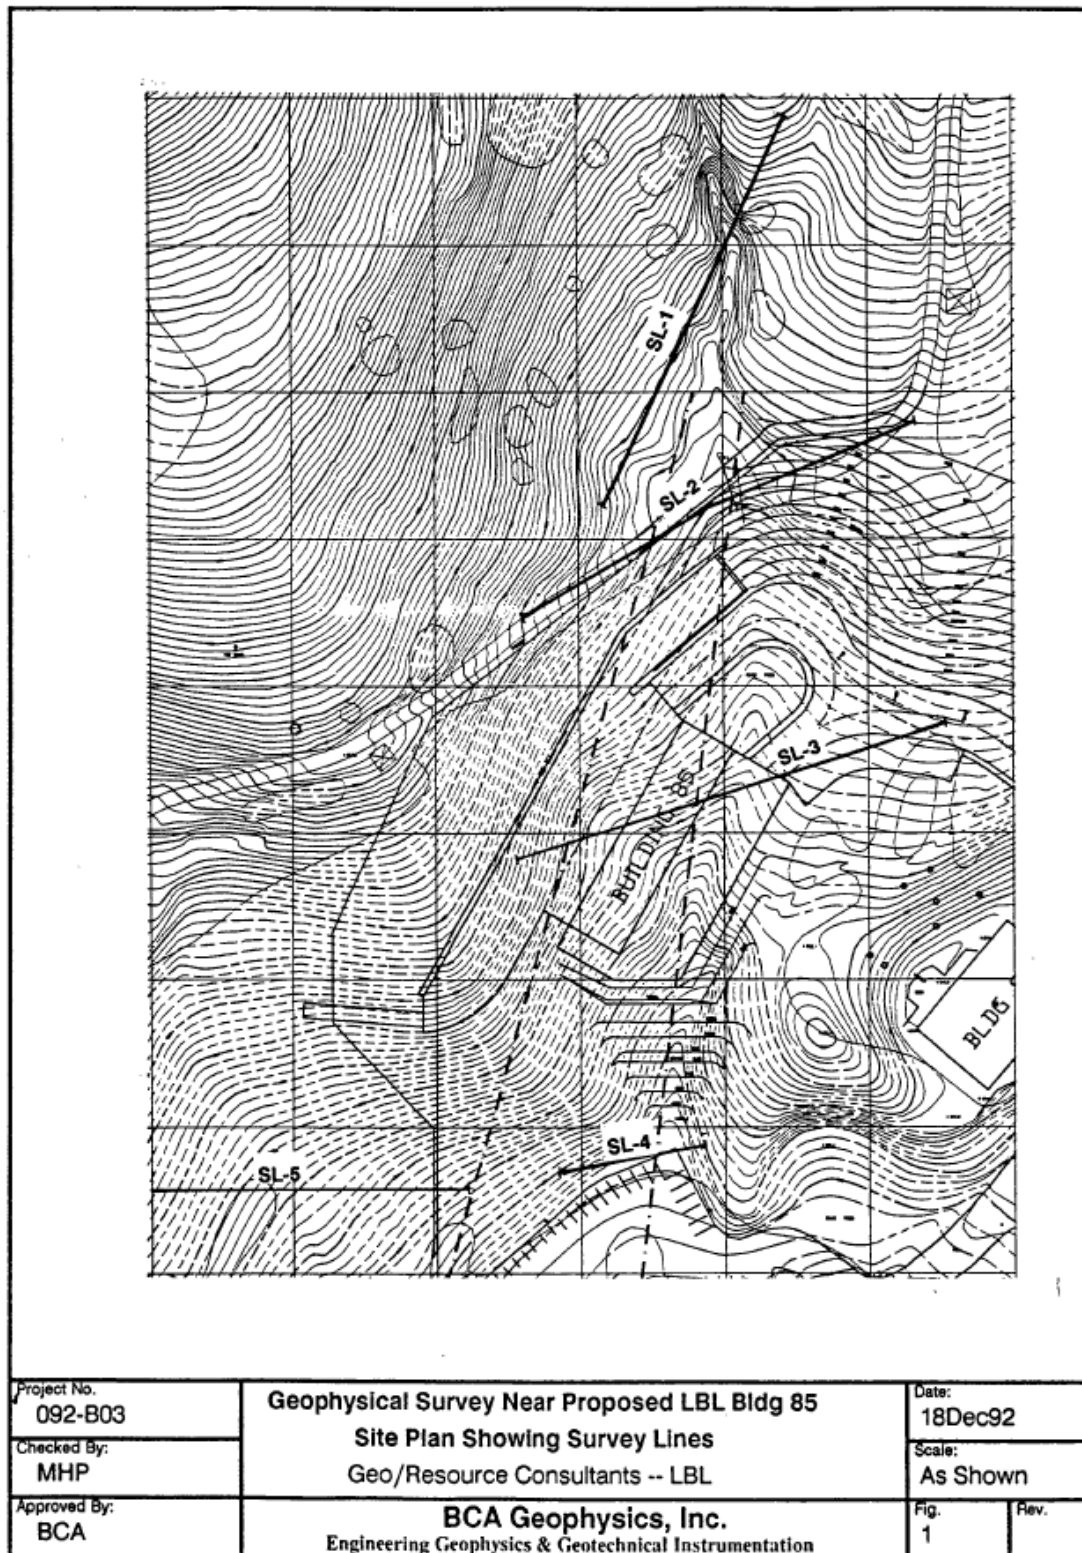 SL-1
SL-2
SL-3
BUILDING 85
BLDG
SL-4
SL-5
Project No.
092-B03
Checked By:
MHP
Approved By:
BCA
Geophysical Survey Near Proposed LBL Bldg 85
Site Plan Showing Survey Lines
Geo/Resource Consultants -- LBL
BCA Geophysics, Inc.
Engineering Geophysics & Geotechnical Instrumentation
Date:
18Dec92
Scale:
As Shown
Fig.
1
Rev.